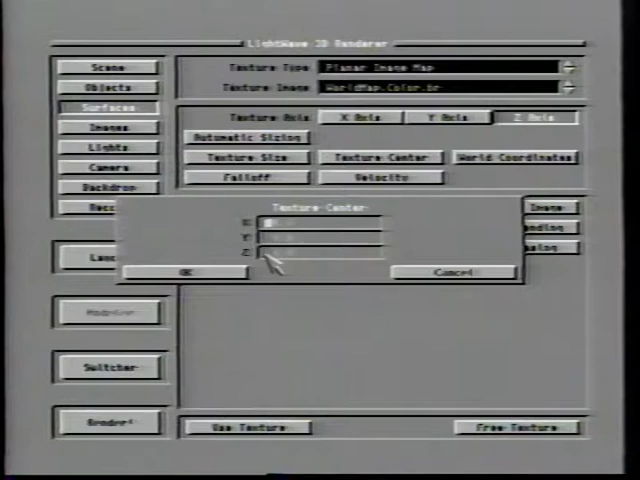 LightWave 3D Renderer
Scene
Objects
Surfaces
Images
Lights
Camera
Backdrop
Texture Type Planar Image Map
Texture Image WorldMap.Color.br
Texture Axis X Axis Y Axis Z Axis
Automatic Sizing
Texture Size Texture Center World Coordinates
Falloff Velocity
Image
Texture Center
X:
Y:
Z:
OK Cancel
Modeler
Switcher
Render!
Use Texture Free Texture